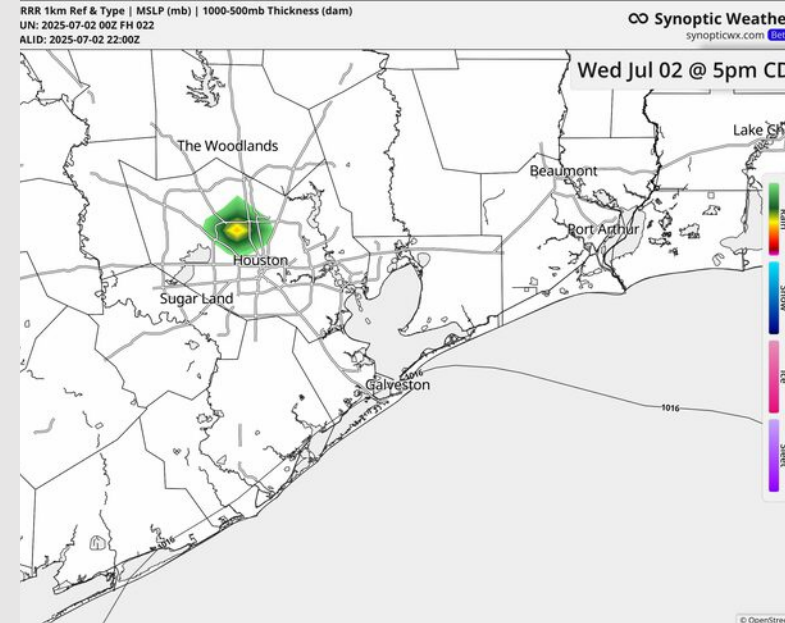 RRR 1km Ref & Type | MSLP (mb) | 1000-500mb Thickness (dam)
UN: 2025-07-02 00Z FH 022
ALID: 2025-07-02 22:00Z
Synoptic Weathe
synopticwx.com Bet
Wed Jul 02 @ 5pm CD
The Woodlands
Lake Ch
Beaumont
Port Arthur
Houston
Sugar Land
Galveston
1016
1016
1016
Rain
Snow
Ice
Sleet
© OpenStree